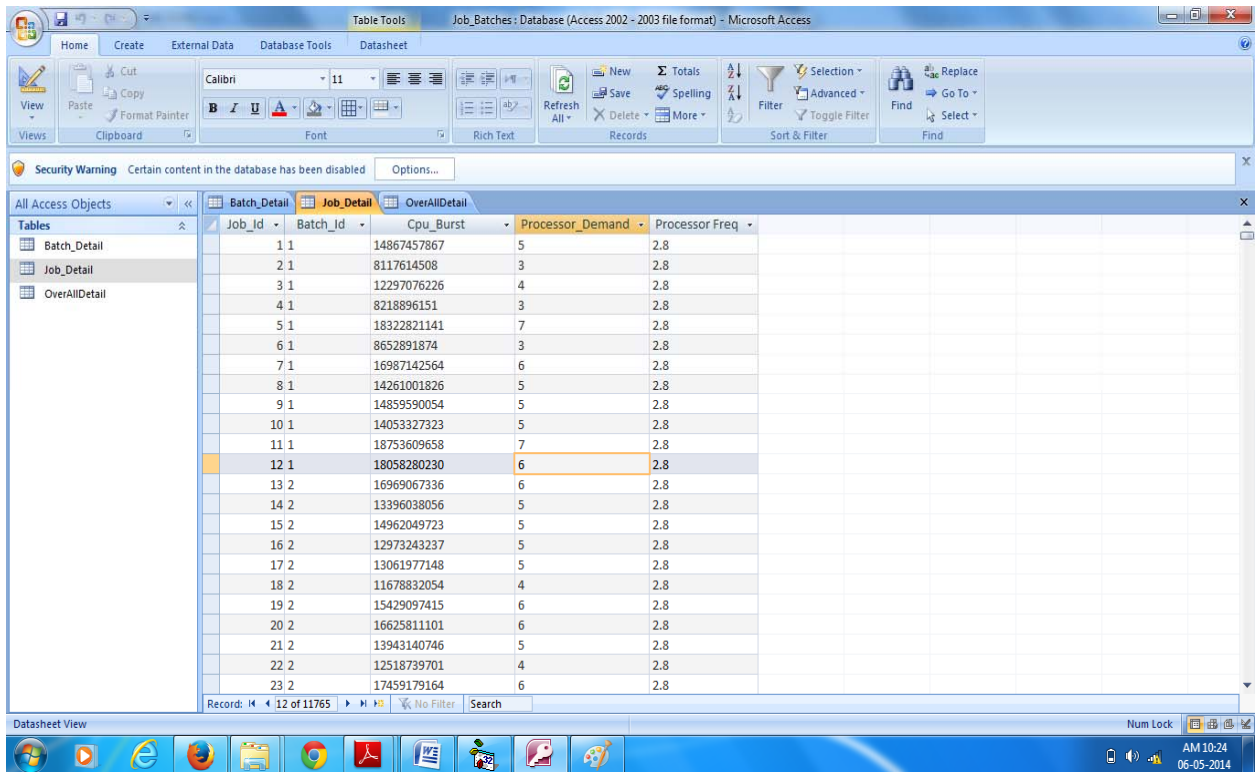 Table Tools
Job_Batches : Database (Access 2002 - 2003 file format) - Microsoft Access
Home Create External Data Database Tools Datasheet
View
Views
Paste
Cut
Copy
Format Painter
Clipboard
Calibri 11
B I U A
Font
Rich Text
Refresh All
New
Save
Delete
Σ Totals
Spelling
More
Records
Filter
Selection
Advanced
Toggle Filter
Sort & Filter
Find
Replace
Go To
Select
Find
Security Warning Certain content in the database has been disabled Options...
All Access Objects
Tables
Batch_Detail
Job_Detail
OverAllDetail
Batch_Detail Job_Detail OverAllDetail
Job_Id Batch_Id Cpu_Burst Processor_Demand Processor Freq
1 1 14867457867 5 2.8
2 1 8117614508 3 2.8
3 1 12297076226 4 2.8
4 1 8218896151 3 2.8
5 1 18322821141 7 2.8
6 1 8652891874 3 2.8
7 1 16987142564 6 2.8
8 1 14261001826 5 2.8
9 1 14859590054 5 2.8
10 1 14053327323 5 2.8
11 1 18753609658 7 2.8
12 1 18058280230 6 2.8
13 2 16969067336 6 2.8
14 2 13396038056 5 2.8
15 2 14962049723 5 2.8
16 2 12973243237 5 2.8
17 2 13061977148 5 2.8
18 2 11678832054 4 2.8
19 2 15429097415 6 2.8
20 2 16625811101 6 2.8
21 2 13943140746 5 2.8
22 2 12518739701 4 2.8
23 2 17459179164 6 2.8
Record: 12 of 11765 No Filter Search
Datasheet View
Num Lock
AM 10:24
06-05-2014